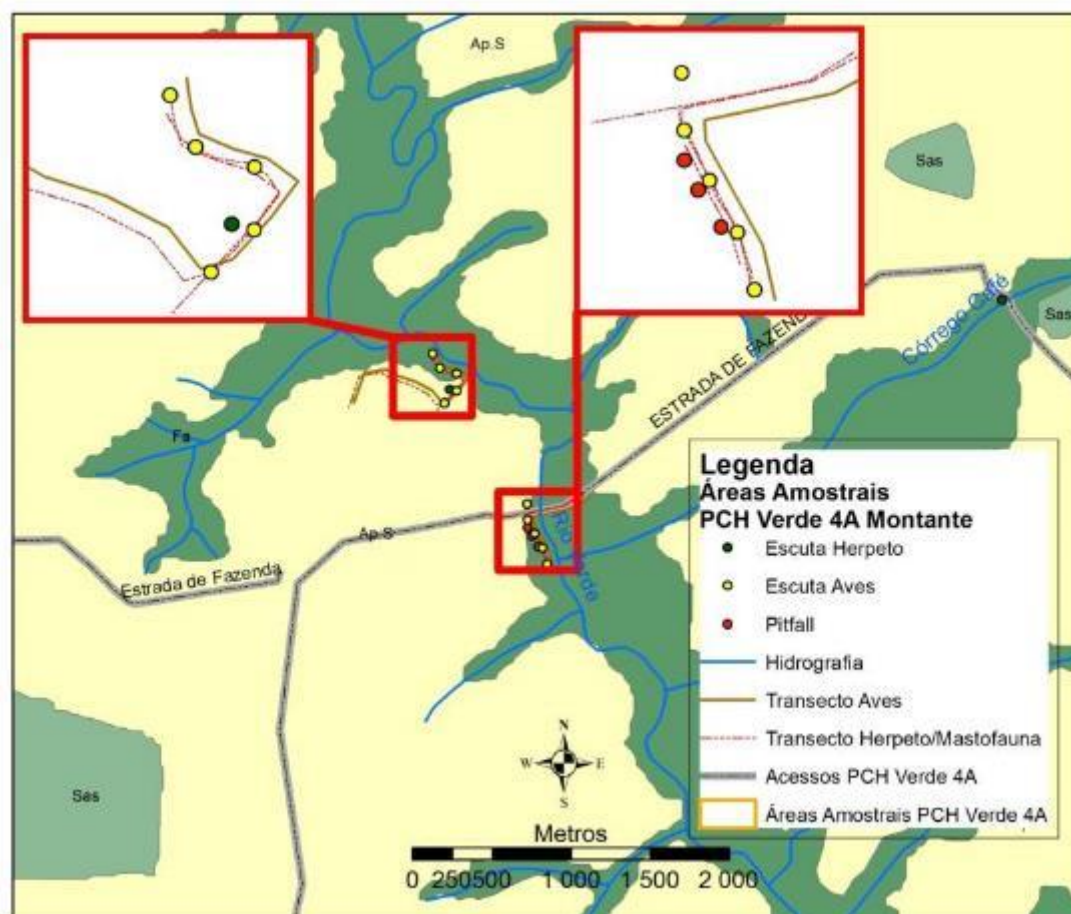 Ap.S
Sas
Sas
Córrego Café
ESTRADA DE FAZEND
Fa
Ap.S
Estrada de Fazenda
Rio Verde
Sas
Legenda
Áreas Amostrais
PCH Verde 4A Montante
Escuta Herpeto
Escuta Aves
Pitfall
Hidrografia
Transecto Aves
Transecto Herpeto/Mastofauna
Acessos PCH Verde 4A
Áreas Amostrais PCH Verde 4A
N
W E
S
Metros
0 250500 1 000 1 500 2 000